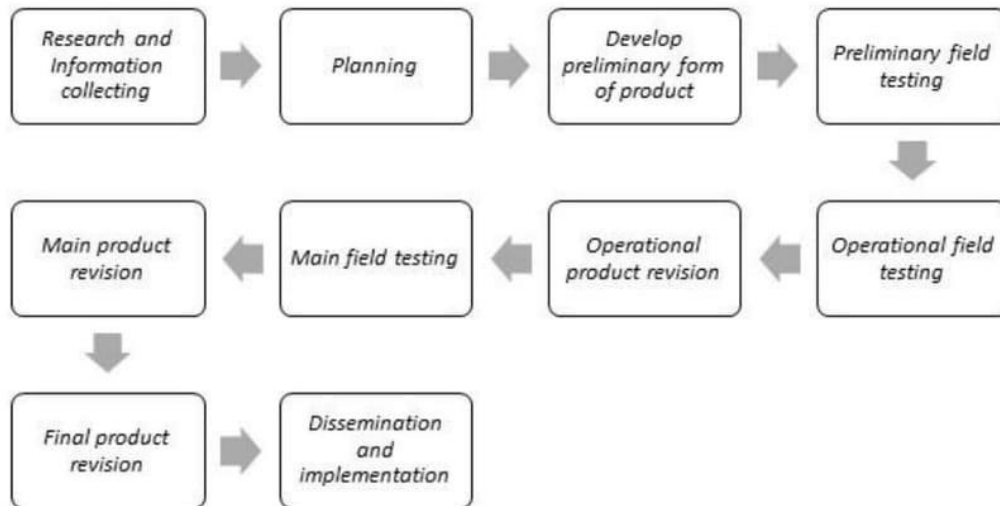 Research and
Information
collecting
Planning
Develop
preliminary form
of product
Preliminary field
testing
Operational field
testing
Operational
product revision
Main field testing
Main product
revision
Final product
revision
Dissemination
and
implementation